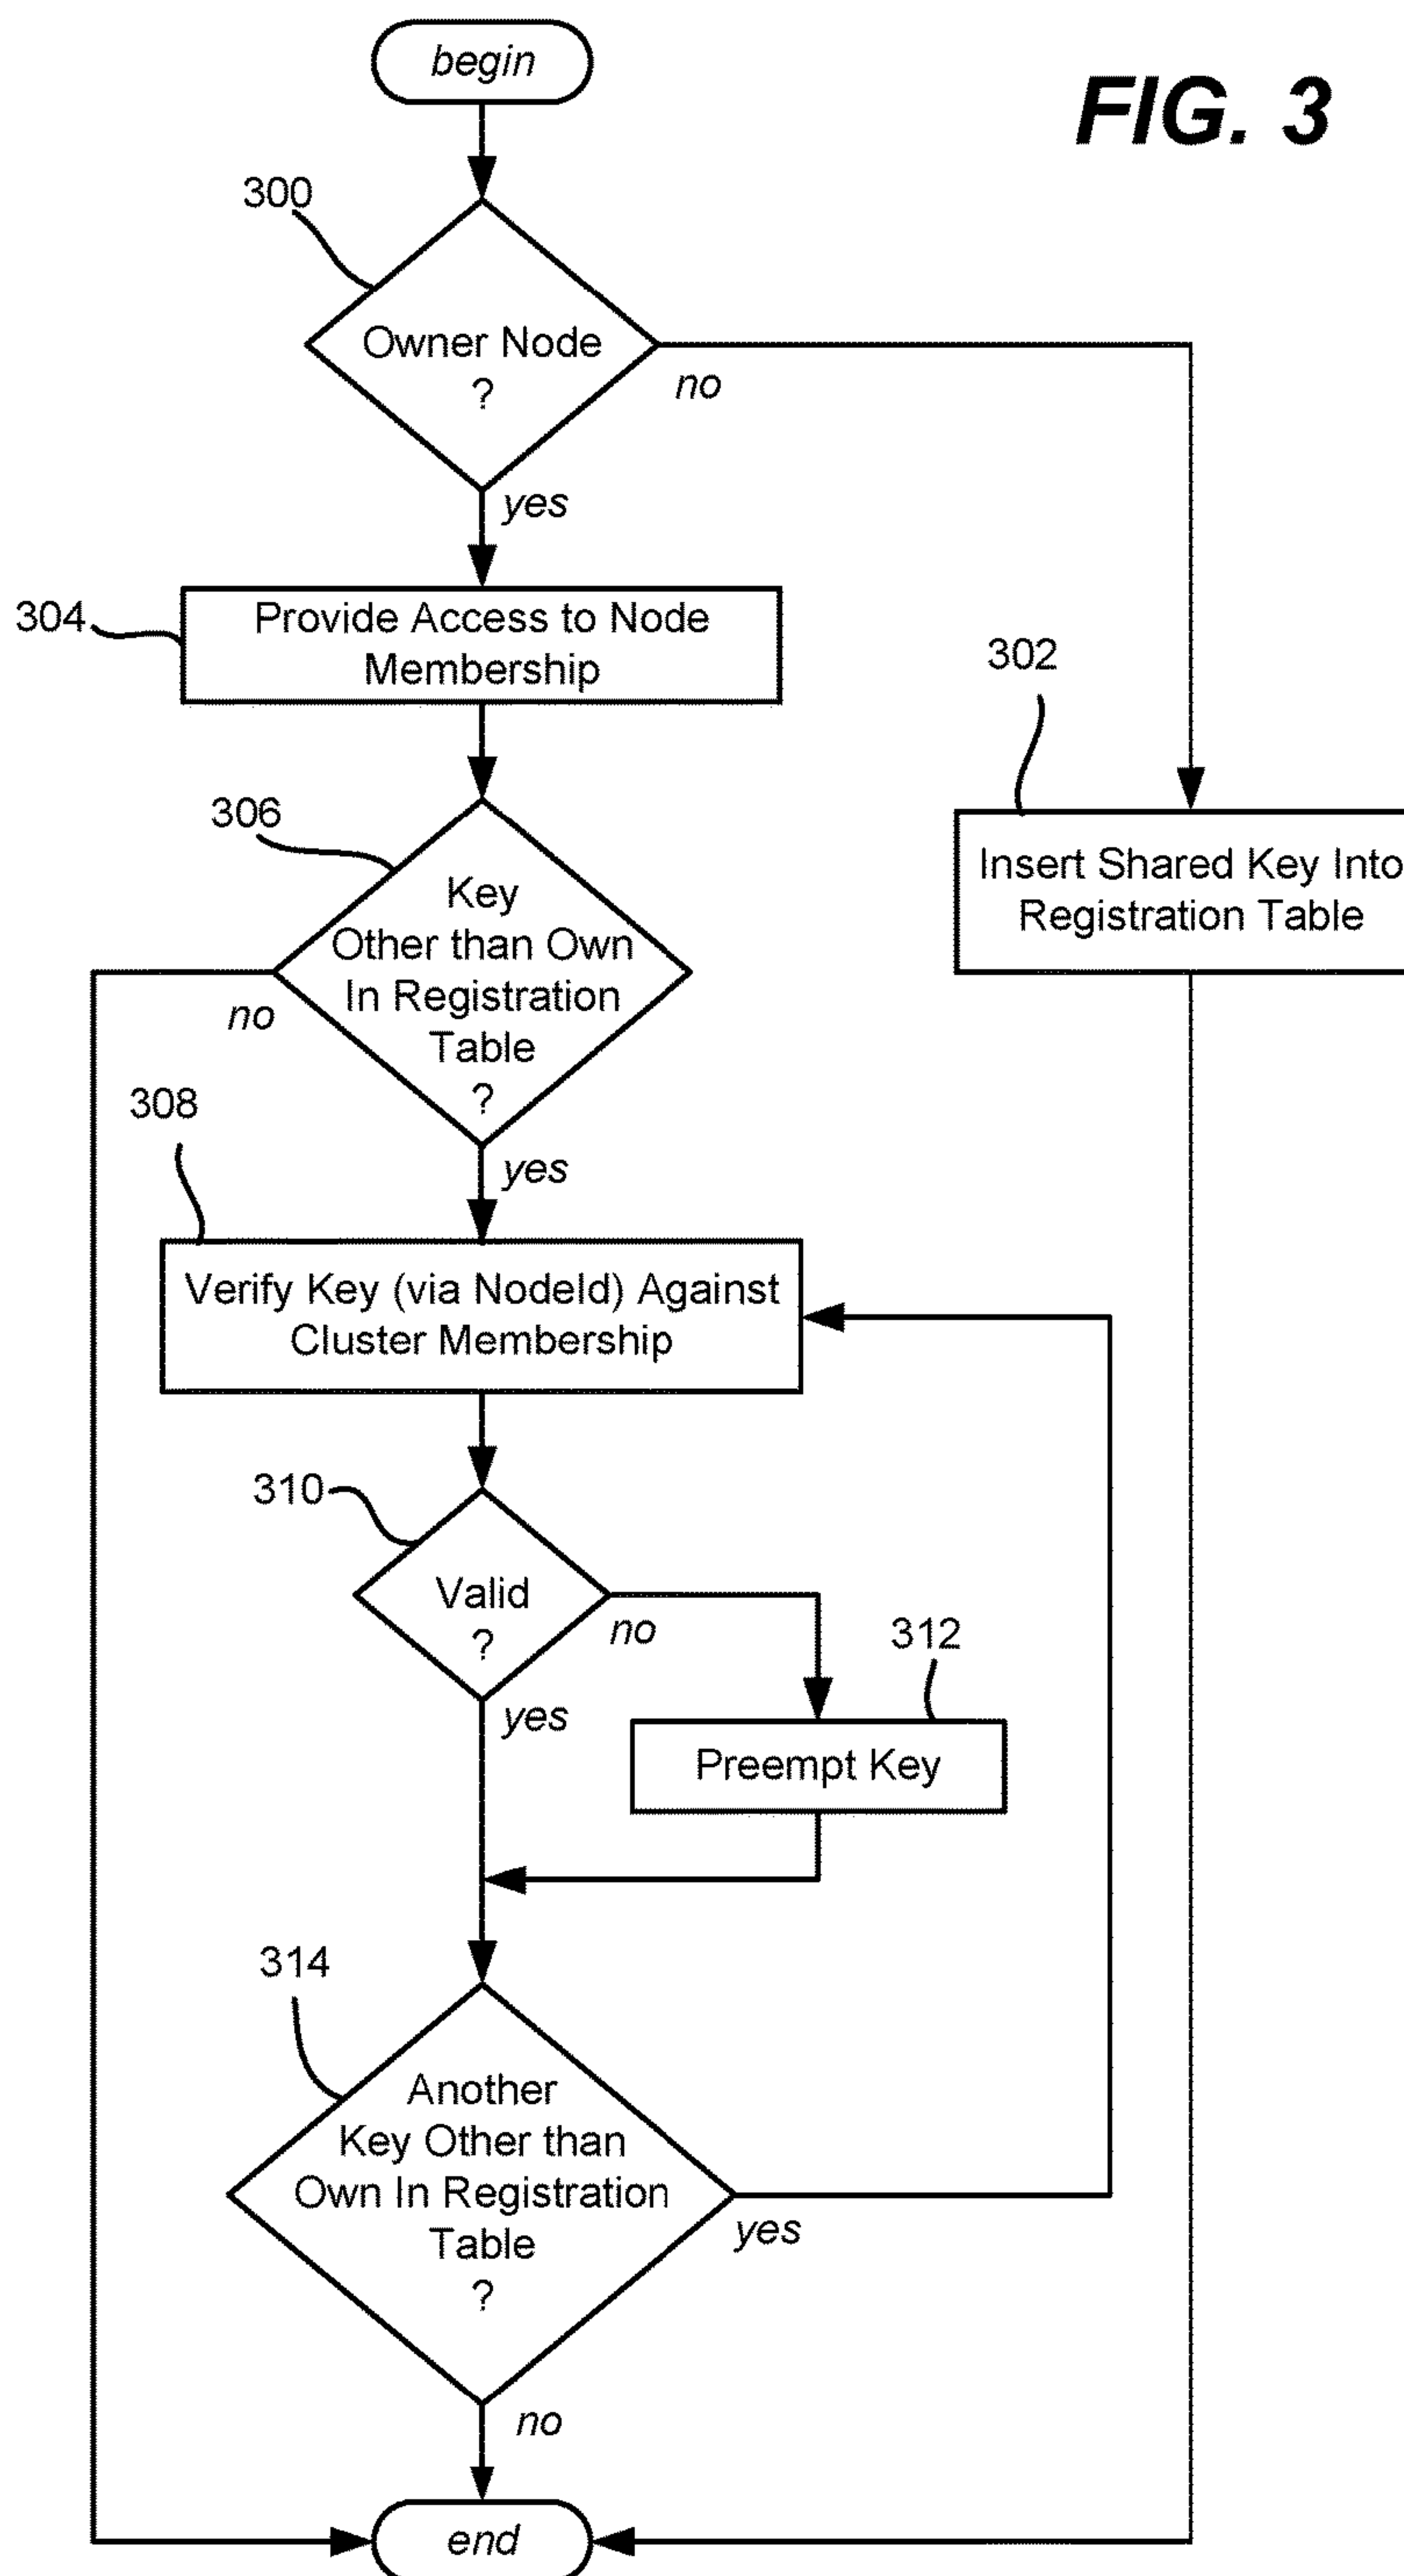 begin
FIG. 3
300
Owner Node
?
no
yes
304
Provide Access to Node
Membership
302
Insert Shared Key Into
Registration Table
306
Key
Other than Own
In Registration
Table
?
no
yes
308
Verify Key (via NodeId) Against
Cluster Membership
310
Valid
?
no
yes
312
Preempt Key
314
Another
Key Other than
Own In Registration
Table
?
yes
no
end